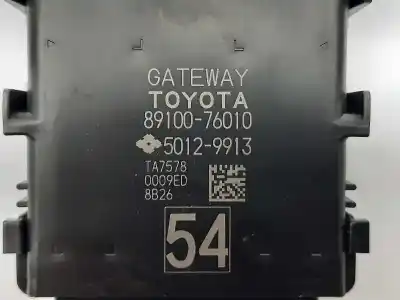 GATEWAY
TOYOTA
89100-76010
5012-9913
TA7578
0009ED
8B26
54